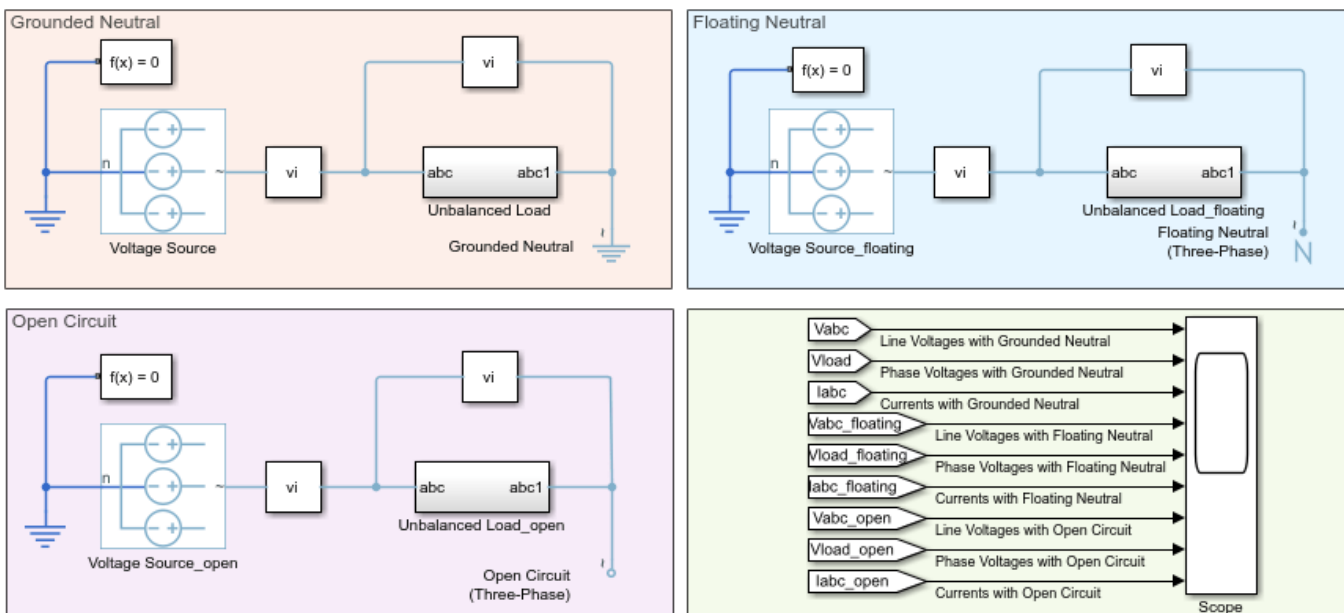 Grounded Neutral
f(x) = 0
vi
n
~
vi
abc
abc1
Unbalanced Load
Voltage Source
Grounded Neutral
~
Floating Neutral
f(x) = 0
vi
n
~
vi
abc
abc1
Unbalanced Load_floating
Voltage Source_floating
Floating Neutral
(Three-Phase)
~
N
Open Circuit
f(x) = 0
vi
n
~
vi
abc
abc1
Unbalanced Load_open
Voltage Source_open
Open Circuit
(Three-Phase)
~
Vabc
Line Voltages with Grounded Neutral
Vload
Phase Voltages with Grounded Neutral
Iabc
Currents with Grounded Neutral
Vabc_floating
Line Voltages with Floating Neutral
Vload_floating
Phase Voltages with Floating Neutral
Iabc_floating
Currents with Floating Neutral
Vabc_open
Line Voltages with Open Circuit
Vload_open
Phase Voltages with Open Circuit
Iabc_open
Currents with Open Circuit
Scope